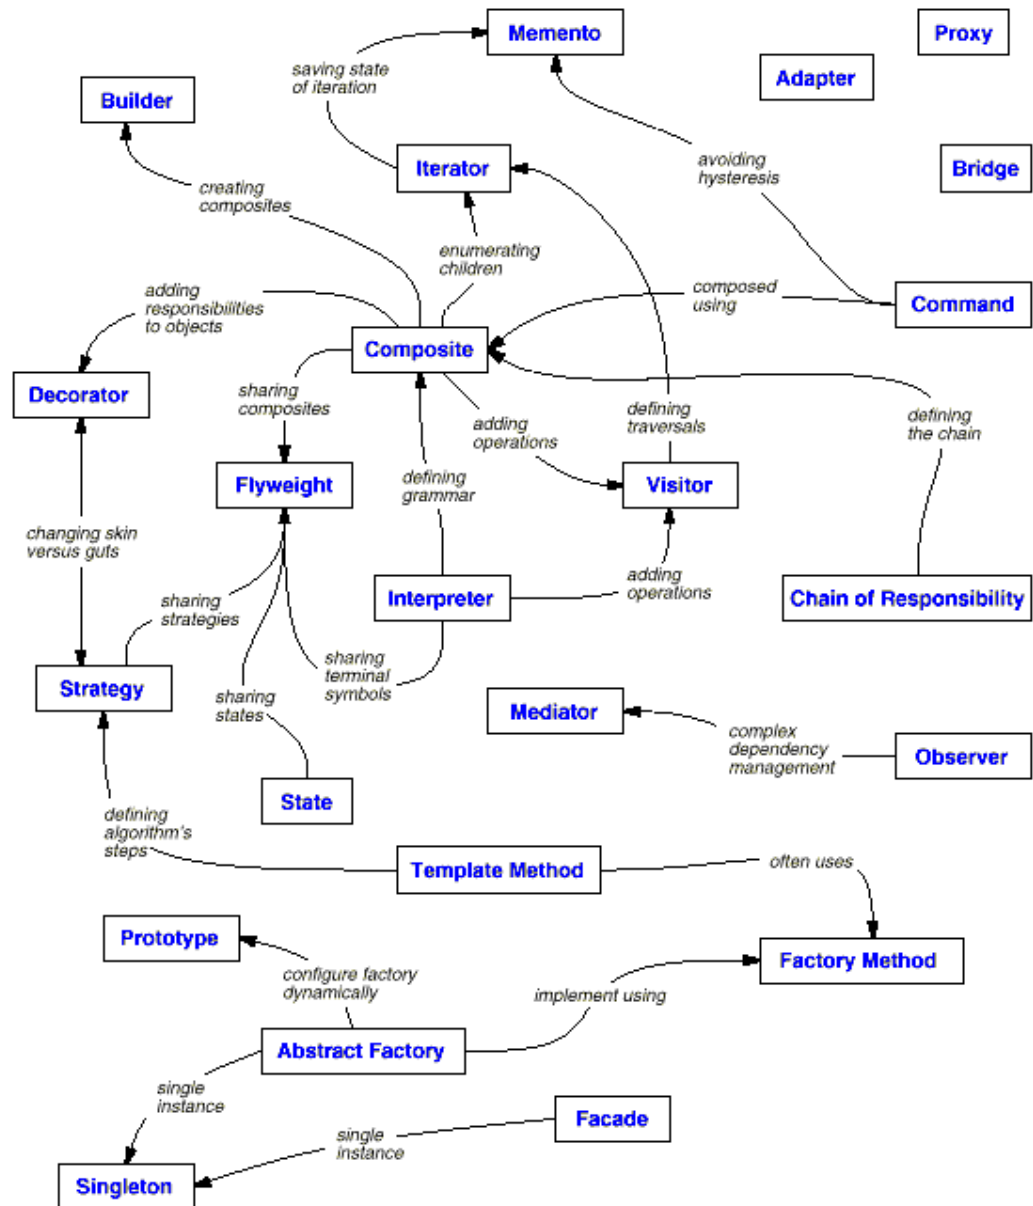 Memento
Proxy
Adapter
saving state
of iteration
Builder
Iterator
avoiding
hysteresis
Bridge
creating
composites
enumerating
children
adding
responsibilities
to objects
composed
using
Command
Composite
Decorator
sharing
composites
adding
operations
defining
traversals
defining
the chain
Flyweight
defining
grammar
Visitor
changing skin
versus guts
sharing
strategies
Interpreter
adding
operations
Chain of Responsibility
Strategy
sharing
states
sharing
terminal
symbols
Mediator
complex
dependency
management
Observer
State
defining
algorithm's
steps
Template Method
often uses
Prototype
Factory Method
configure factory
dynamically
implement using
Abstract Factory
single
instance
Facade
single
instance
Singleton